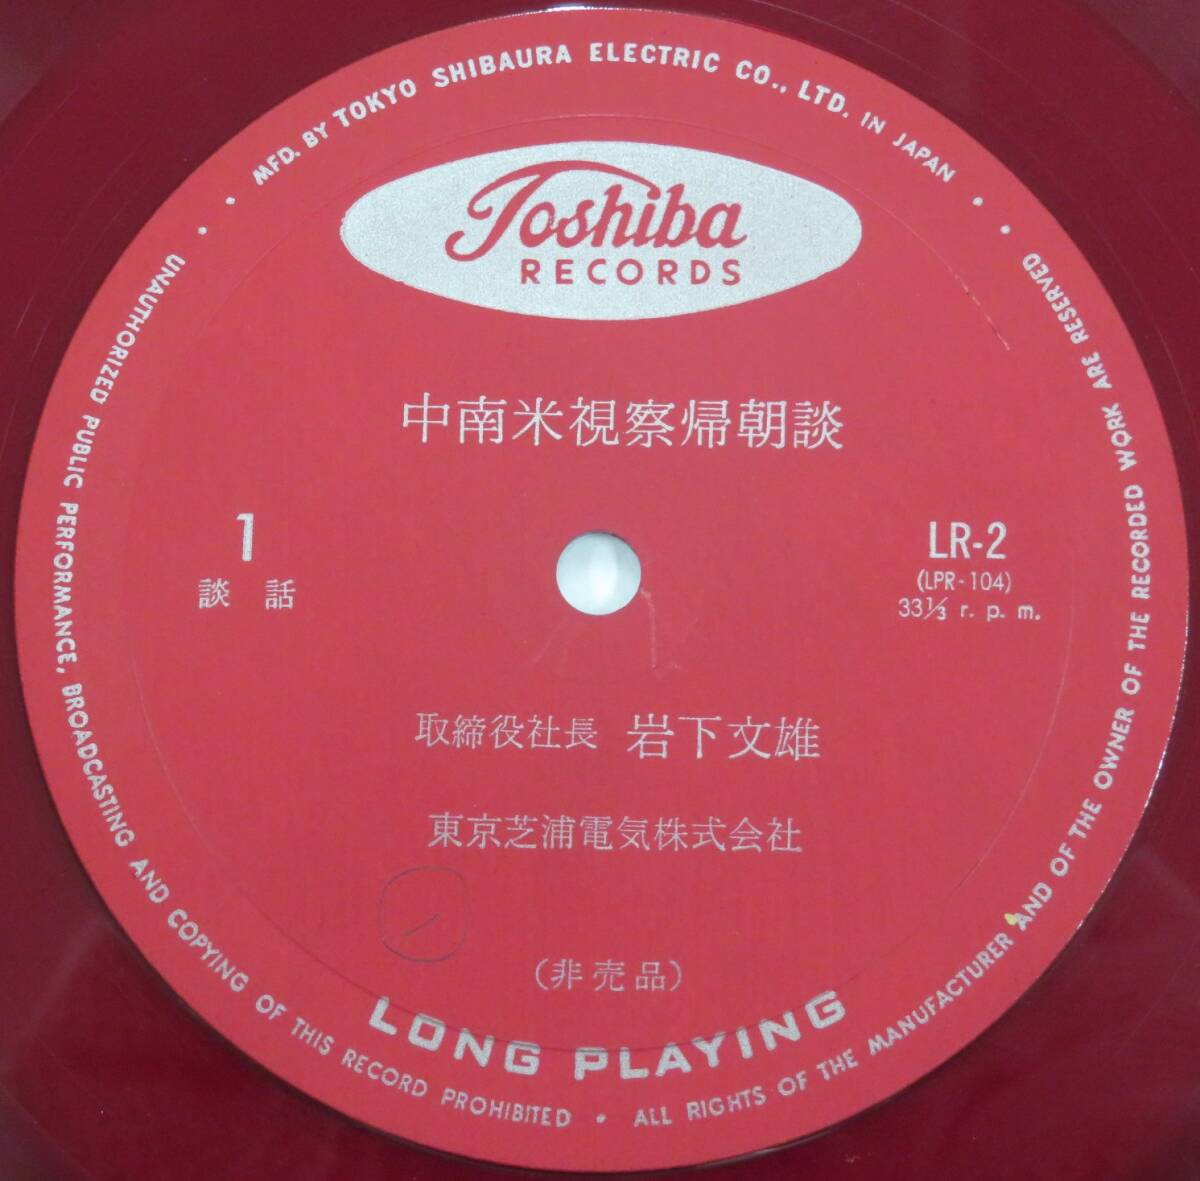 MFD. BY TOKYO SHIBAURA ELECTRIC CO., LTD. IN JAPAN
Toshiba
RECORDS
中南米視察帰朝談
1
談話
LR-2
(LPR-104)
33⅓ r. p. m.
取締役社長 岩下文雄
東京芝浦電気株式会社
(非売品)
LONG PLAYING
UNAUTHORIZED PUBLIC PERFORMANCE, BROADCASTING AND COPYING OF THIS RECORD PROHIBITED • ALL RIGHTS OF THE MANUFACTURER AND OF THE OWNER OF THE RECORDED WORK ARE RESERVED